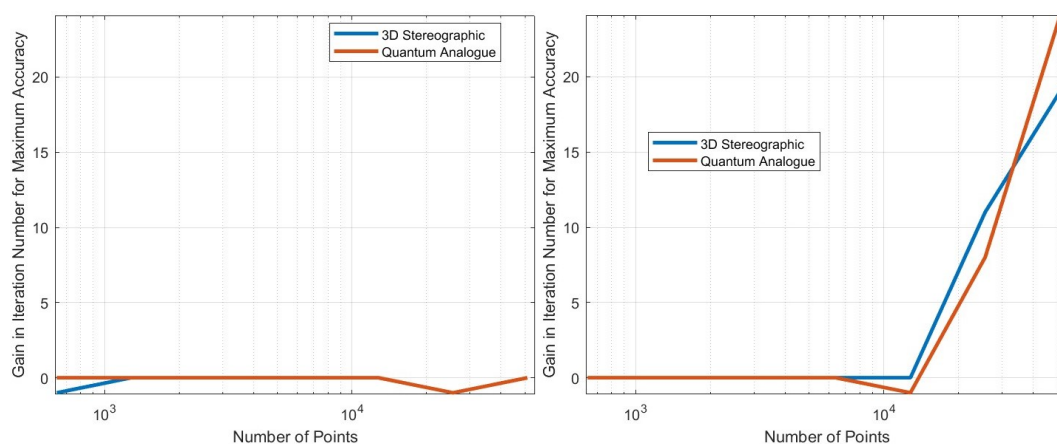 Gain in Iteration Number for Maximum Accuracy
20
15
10
5
0
10^3
10^4
Number of Points
3D Stereographic
Quantum Analogue
Gain in Iteration Number for Maximum Accuracy
20
15
10
5
0
10^3
10^4
Number of Points
3D Stereographic
Quantum Analogue